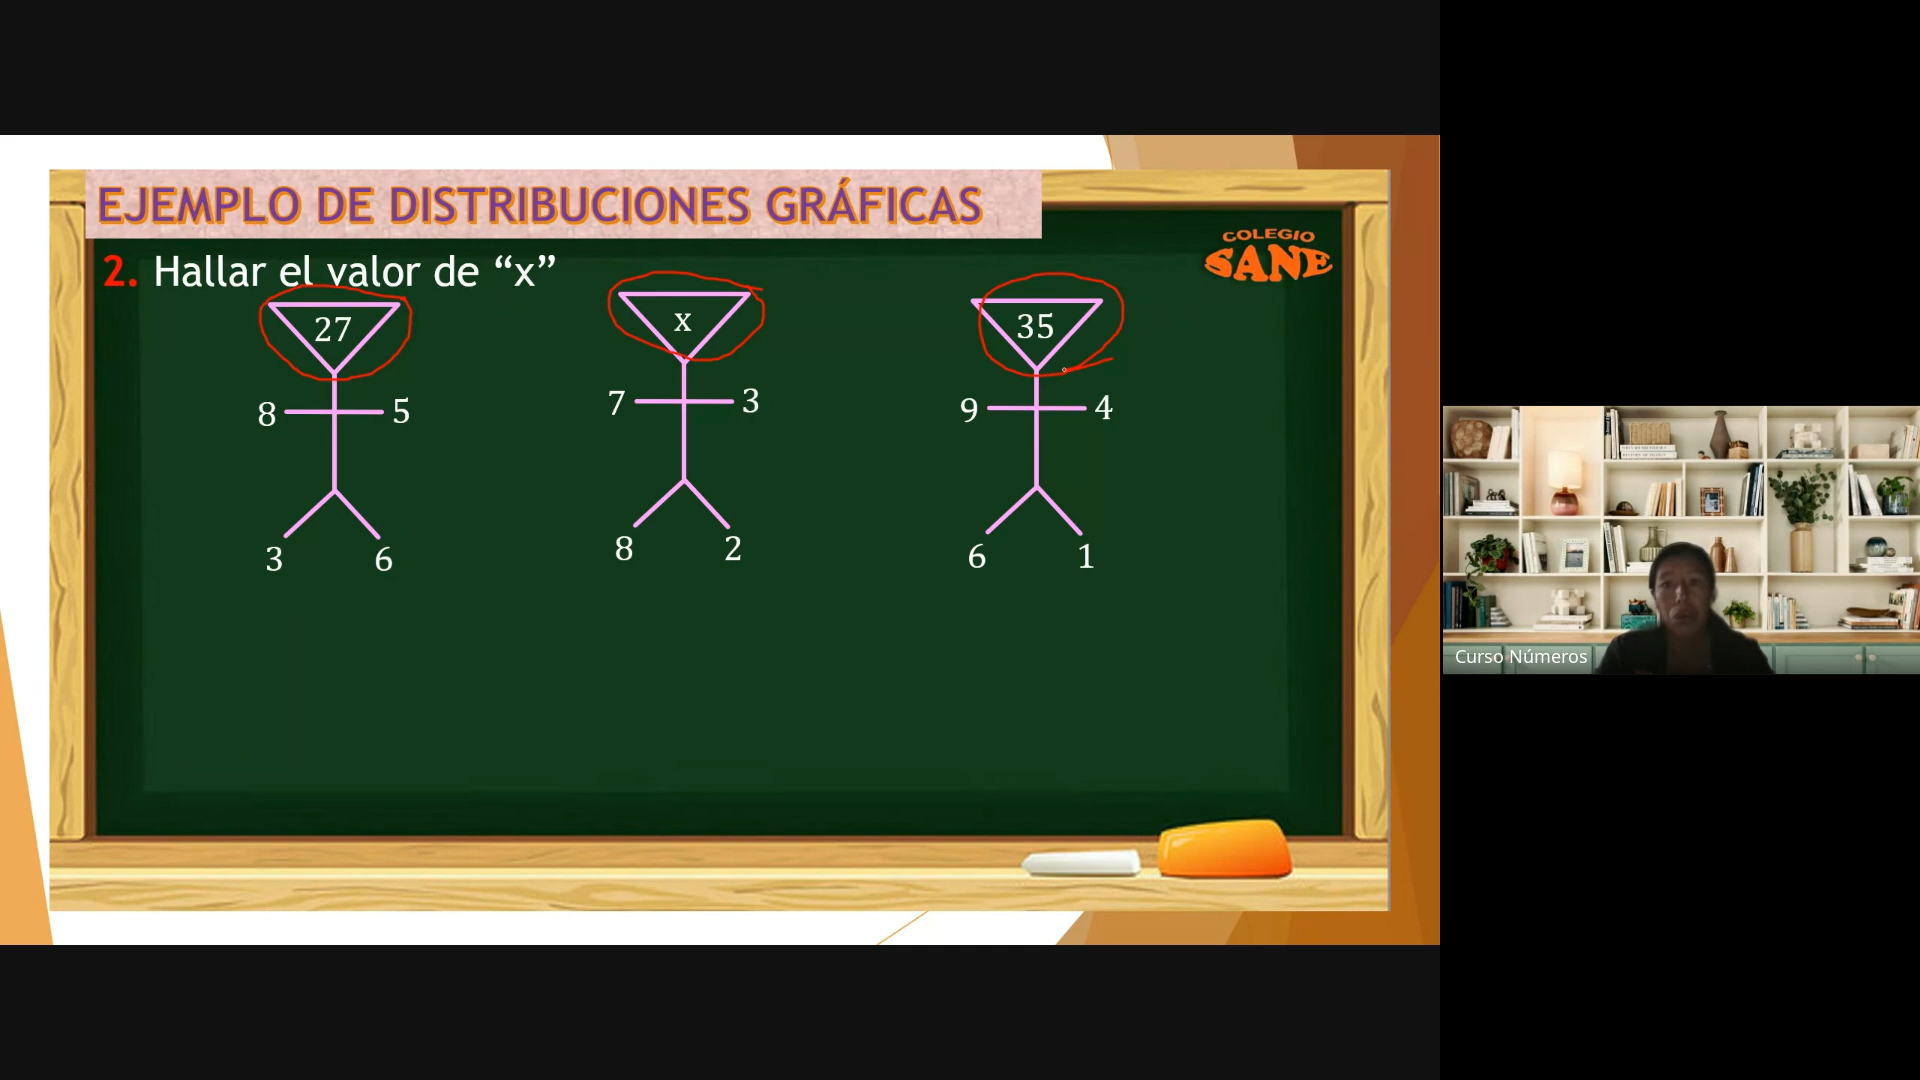 EJEMPLO DE DISTRIBUCIONES GRÁFICAS
COLEGIO
SANE
2. Hallar el valor de “x”
27 x 35
8 5 7 3 9 4
3 6 8 2 6 1
Curso Números